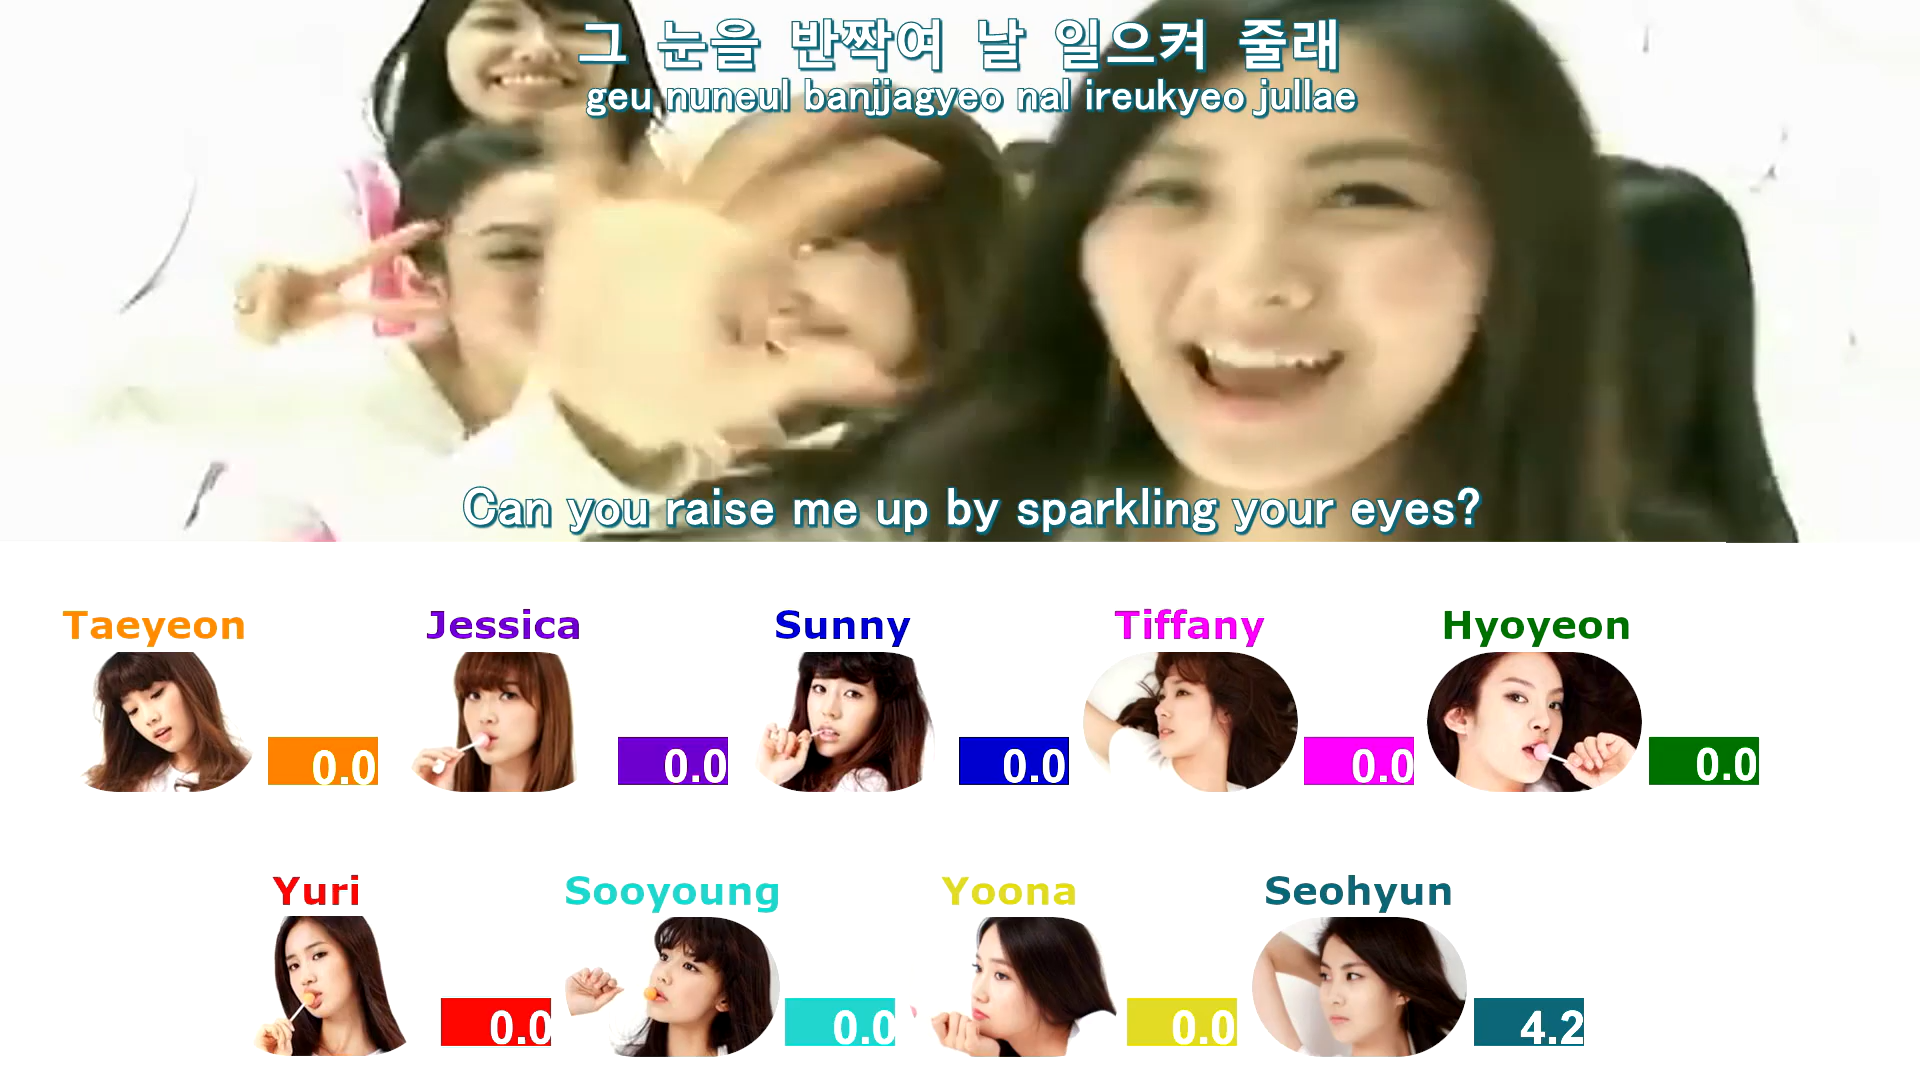 그 눈을 반짝여 날 일으켜 줄래
geu nuneul banjjagyeo nal ireukyeo jullae
Can you raise me up by sparkling your eyes?
Taeyeon Jessica Sunny Tiffany Hyoyeon
0.0 0.0 0.0 0.0 0.0
Yuri Sooyoung Yoona Seohyun
0.0 0.0 0.0 4.2